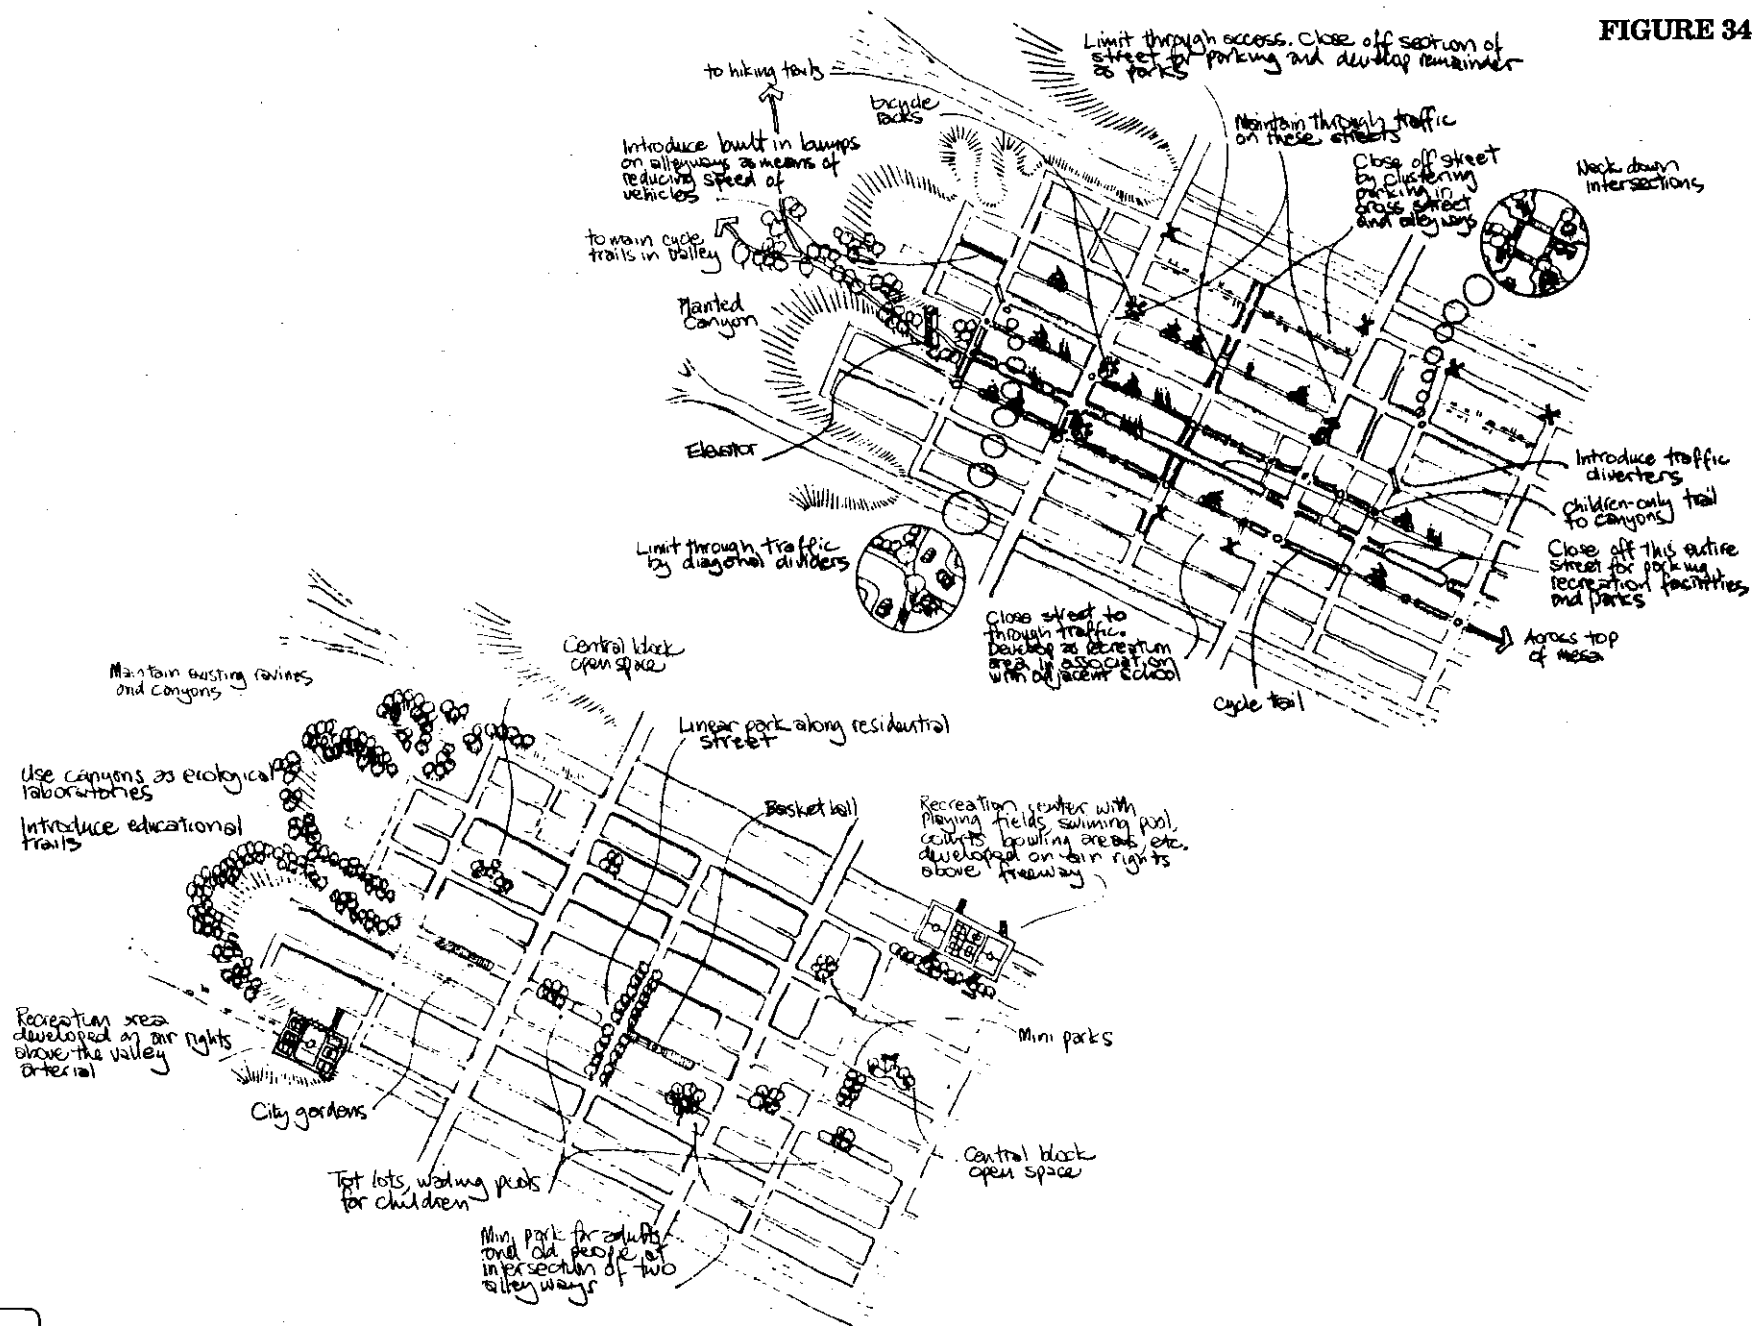 FIGURE 34
Limit through access. Close off section of
street for parking and develop remainder
as parks
to hiking trails
bicycle
racks
Maintain through traffic
on these streets
Introduce built in bumps
on alleyways as means of
reducing speed of
vehicles
Close off street
by clustering
parking in
cross street
and alleyways
Neck down
intersections
to main cycle
trails in valley
Planted
Canyon
Elevator
Introduce traffic
diverters
children-only trail
to canyons
Limit through traffic
by diagonal dividers
Close off this entire
street for parking
recreation facilities
and parks
Close street to
through traffic.
Develop as recreation
area in association
with adjacent school
Across top
of mesa
cycle trail
Central block
open space
Maintain existing ravines
and canyons
Linear park along residential
street
Use canyons as ecological
laboratories
Basket ball
Recreation center with
playing fields, swiming pool,
courts, bowling areas, etc.
developed on air rights
above freeway
Introduce educational
trails
Recreation area
developed on air rights
above the valley
arterial
Mini parks
City gardens
Central block
open space
Tot lots, wading pools
for children
Mini park for adults
and old people at
intersection of two
alleyways